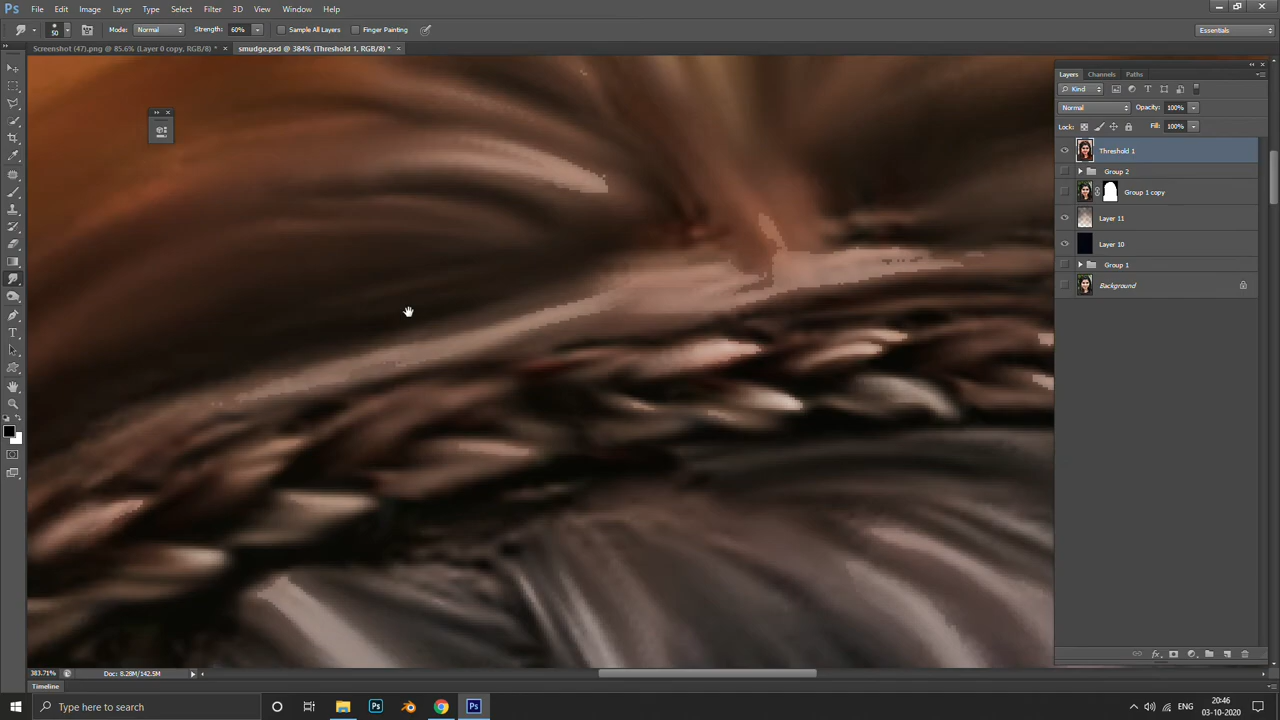 Ps File Edit Image Layer Type Select Filter 3D View Window Help
50 Mode: Normal Strength: 60% Sample All Layers Finger Painting Essentials
Screenshot (47).png @ 85.6% (Layer 0 copy, RGB/8) * × smudge.psd @ 384% (Threshold 1, RGB/8) * ×
Layers Channels Paths
Kind
Normal Opacity: 100%
Lock: Fill: 100%
Threshold 1
Group 2
Group 1 copy
Layer 11
Layer 10
Group 1
Background
383.71% Doc: 8.28M/142.5M
Timeline
Type here to search
20:46
ENG
03-10-2020